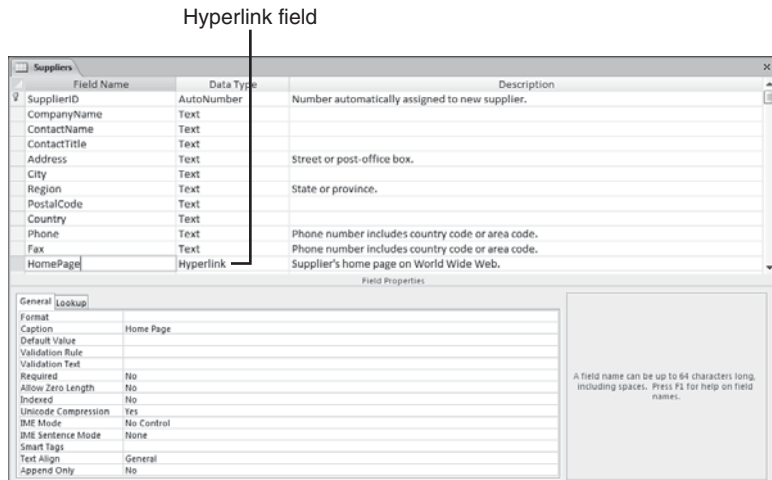 Hyperlink field
Suppliers
Field Name Data Type Description
SupplierID AutoNumber Number automatically assigned to new supplier.
CompanyName Text
ContactName Text
ContactTitle Text
Address Text Street or post-office box.
City Text
Region Text State or province.
PostalCode Text
Country Text
Phone Text Phone number includes country code or area code.
Fax Text Phone number includes country code or area code.
HomePage Hyperlink Supplier's home page on World Wide Web.
Field Properties
General Lookup
Format
Caption Home Page
Default Value
Validation Rule
Validation Text
Required No
Allow Zero Length No
Indexed No
Unicode Compression Yes
IME Mode No Control
IME Sentence Mode None
Smart Tags
Text Align General
Append Only No
A field name can be up to 64 characters long,
including spaces. Press F1 for help on field
names.